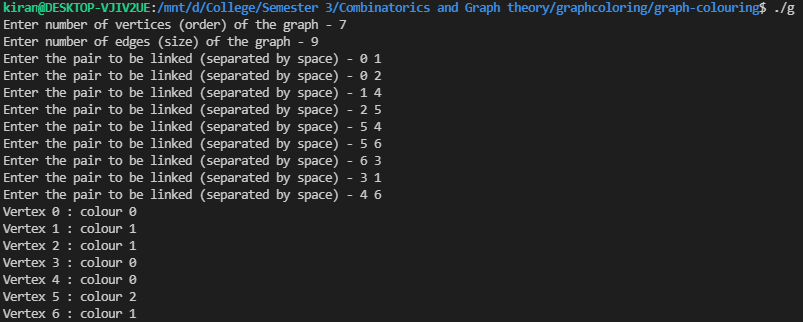 kiran@DESKTOP-VJIV2UE:/mnt/d/College/Semester 3/Combinatorics and Graph theory/graphcoloring/graph-colouring$ ./g
Enter number of vertices (order) of the graph - 7
Enter number of edges (size) of the graph - 9
Enter the pair to be linked (separated by space) - 0 1
Enter the pair to be linked (separated by space) - 0 2
Enter the pair to be linked (separated by space) - 1 4
Enter the pair to be linked (separated by space) - 2 5
Enter the pair to be linked (separated by space) - 5 4
Enter the pair to be linked (separated by space) - 5 6
Enter the pair to be linked (separated by space) - 6 3
Enter the pair to be linked (separated by space) - 3 1
Enter the pair to be linked (separated by space) - 4 6
Vertex 0 : colour 0
Vertex 1 : colour 1
Vertex 2 : colour 1
Vertex 3 : colour 0
Vertex 4 : colour 0
Vertex 5 : colour 2
Vertex 6 : colour 1